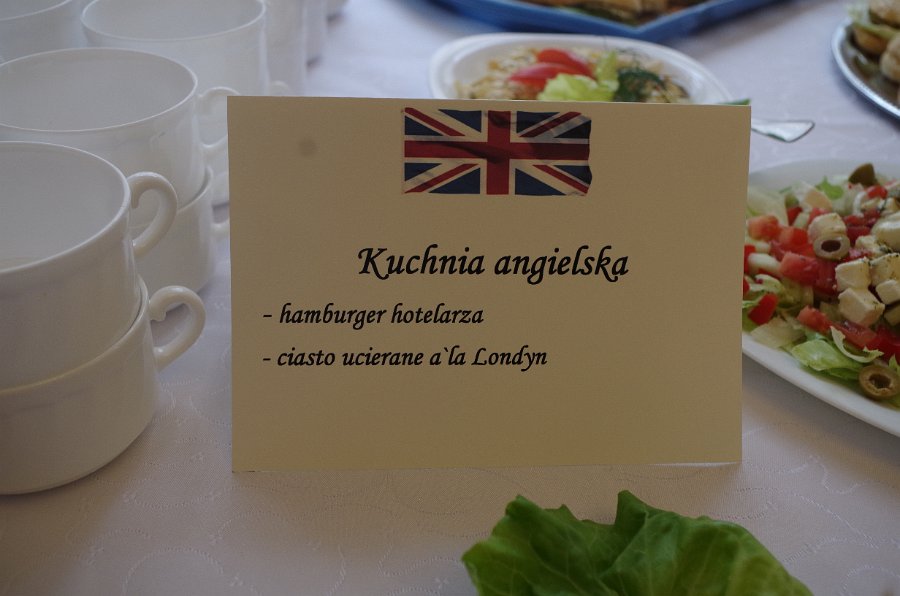 Kuchnia angielska
- hamburger hotelarza
- ciasto ucierane a`la Londyn